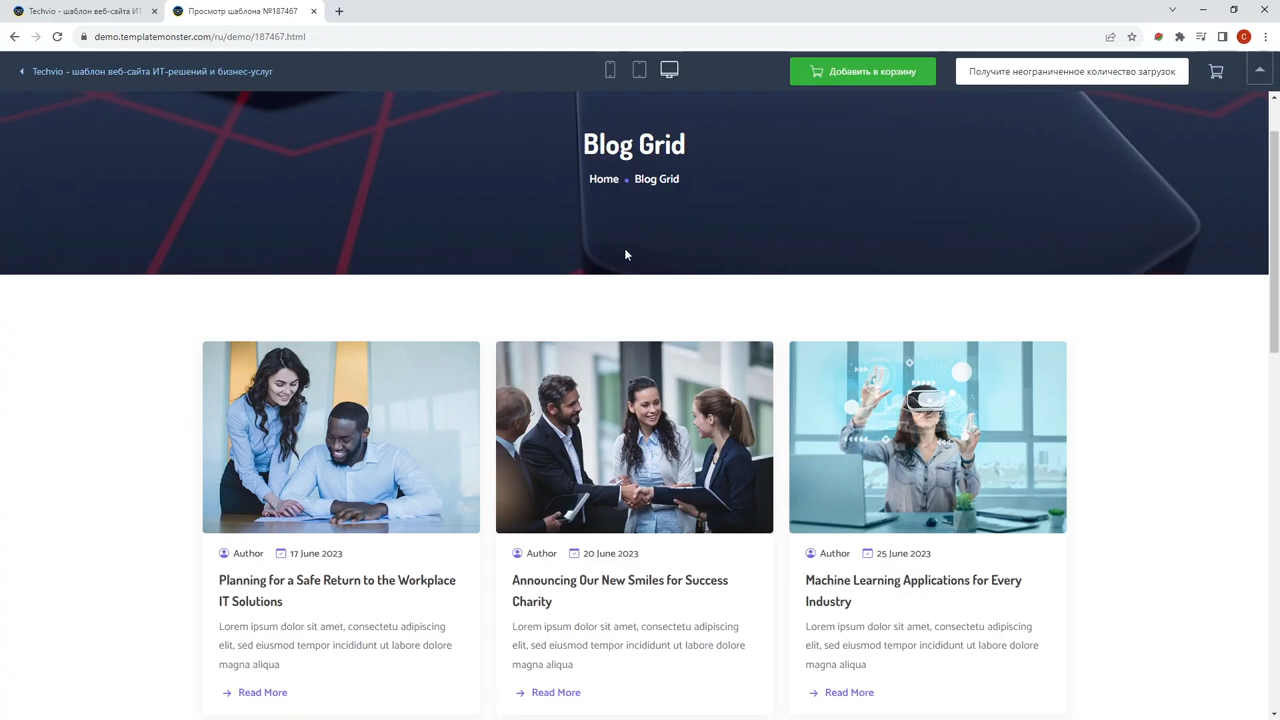 Techvio - шаблон веб-сайта ИТ
Просмотр шаблона №187467
demo.templatemonster.com/ru/demo/187467.html
C
Techvio - шаблон веб-сайта ИТ-решений и бизнес-услуг
Добавить в корзину
Получите неограниченное количество загрузок
Blog Grid
Home • Blog Grid
Author 17 June 2023
Planning for a Safe Return to the Workplace
IT Solutions
Lorem ipsum dolor sit amet, consectetu adipiscing
elit, sed eiusmod tempor incididunt ut labore dolore
magna aliqua
Read More
Author 20 June 2023
Announcing Our New Smiles for Success
Charity
Lorem ipsum dolor sit amet, consectetu adipiscing
elit, sed eiusmod tempor incididunt ut labore dolore
magna aliqua
Read More
Author 25 June 2023
Machine Learning Applications for Every
Industry
Lorem ipsum dolor sit amet, consectetu adipiscing
elit, sed eiusmod tempor incididunt ut labore dolore
magna aliqua
Read More